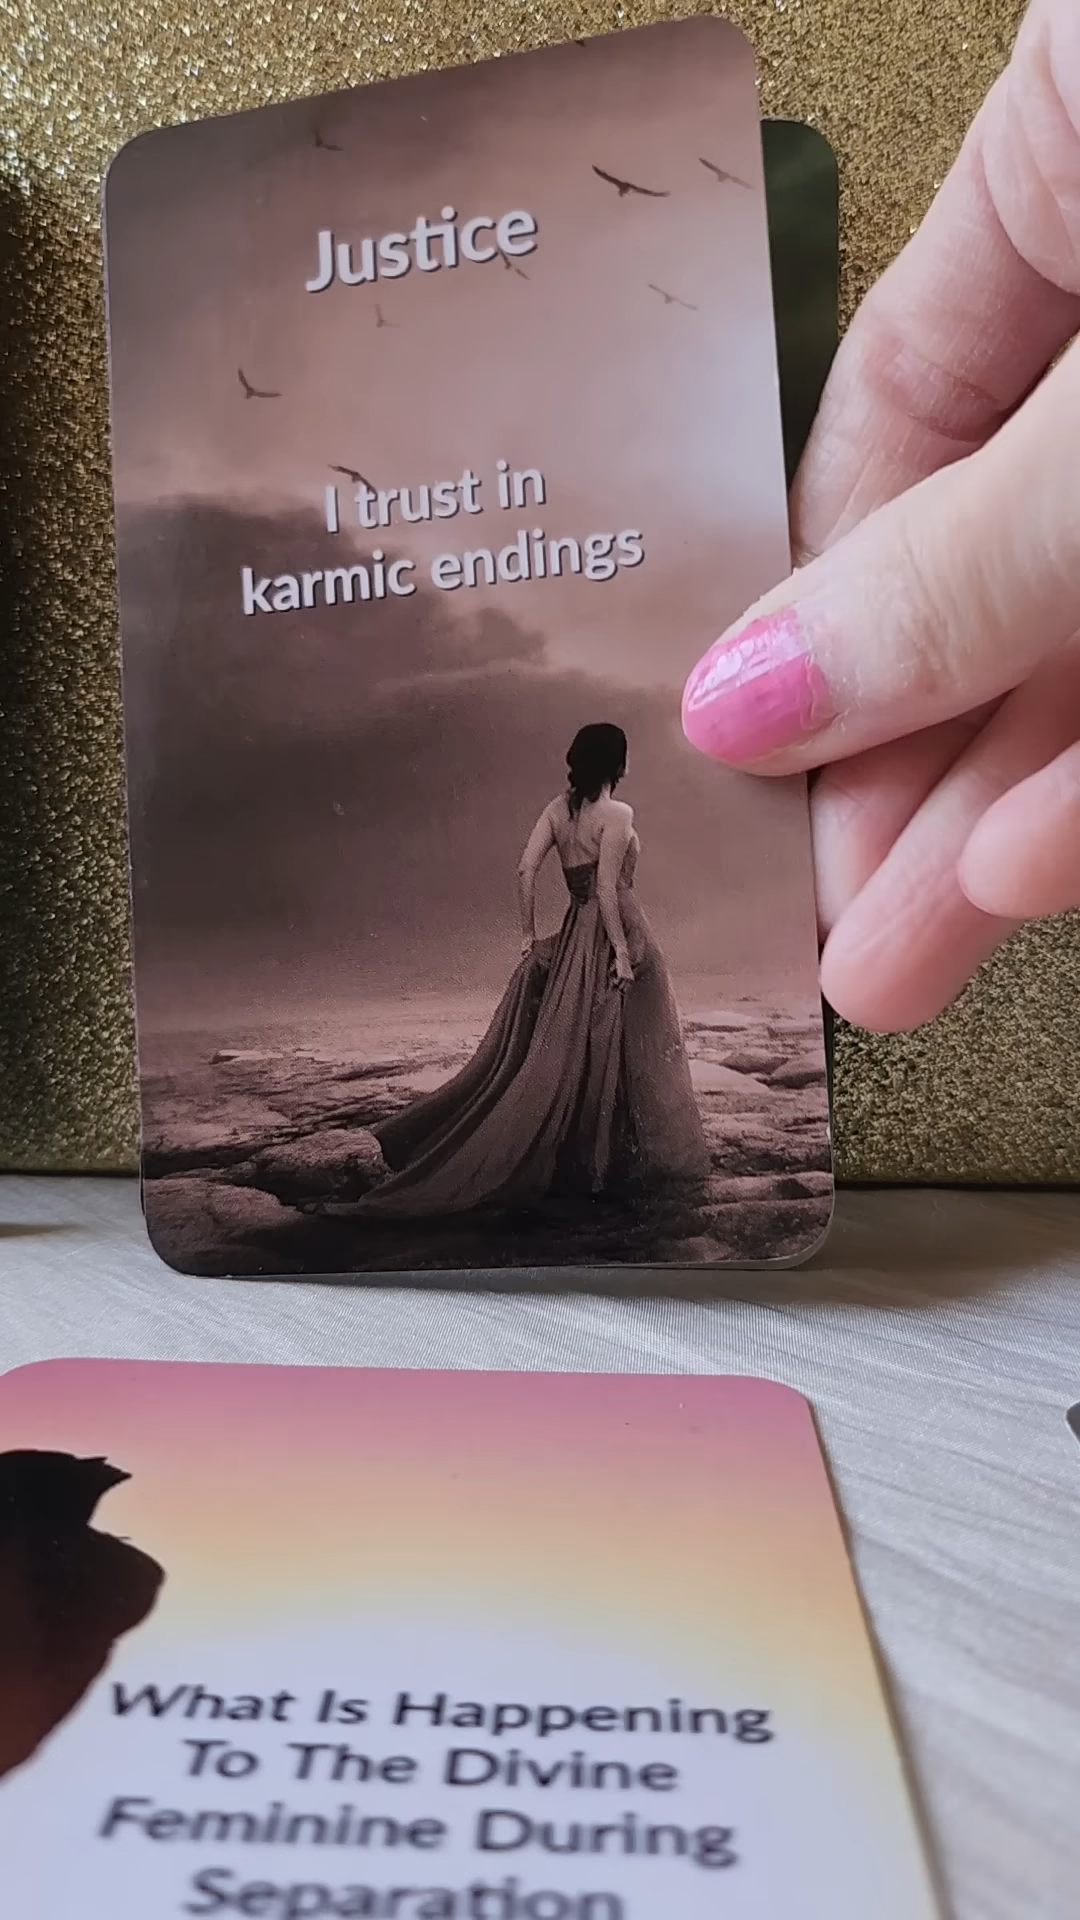 Justice
I trust in
karmic endings
What Is Happening
To The Divine
Feminine During
Separation